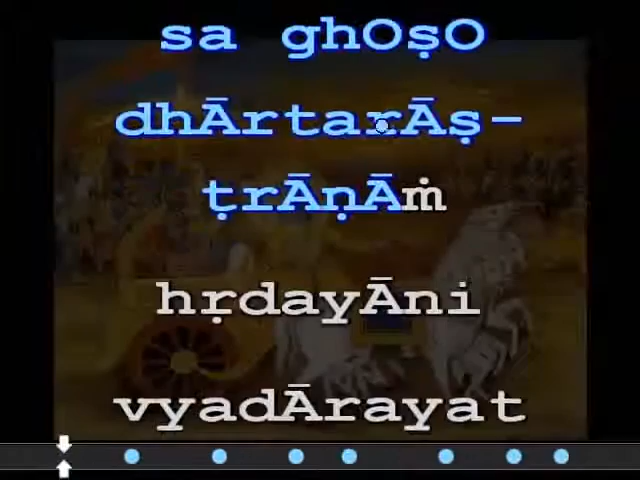 sa ghOṣO
dhĀrtarĀṣ-
ṭrĀṇĀṁ
hṛdayĀni
vyadĀrayat